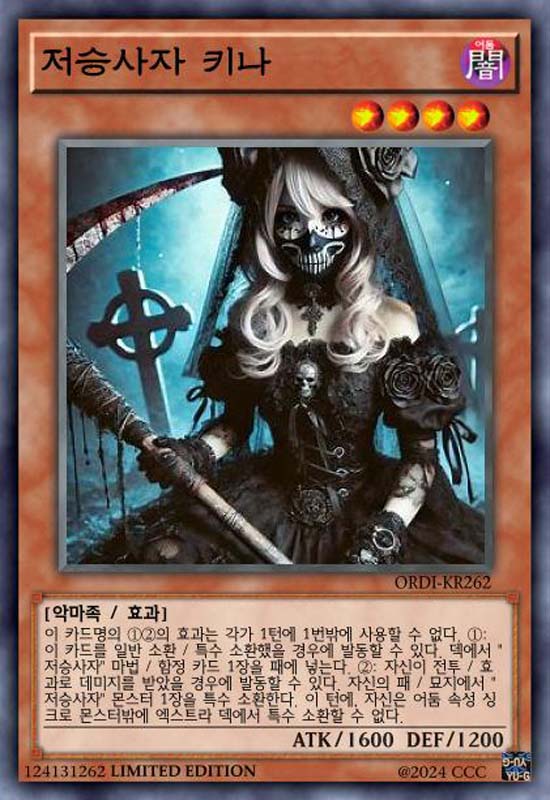 저승사자 키나
어둠
闇
ORDI-KR262
[악마족 / 효과]
이 카드명의 ①②의 효과는 각각 1턴에 1번밖에 사용할 수 없다. ①:
이 카드를 일반 소환 / 특수 소환했을 경우에 발동할 수 있다. 덱에서 "
저승사자" 마법 / 함정 카드 1장을 패에 넣는다. ②: 자신이 전투 / 효
과로 데미지를 받았을 경우에 발동할 수 있다. 자신의 패 / 묘지에서 "
저승사자" 몬스터 1장을 특수 소환한다. 이 턴에, 자신은 어둠 속성 싱
크로 몬스터밖에 엑스트라 덱에서 특수 소환할 수 없다.
ATK/1600 DEF/1200
124131262 LIMITED EDITION
@2024 CCC
YU-G